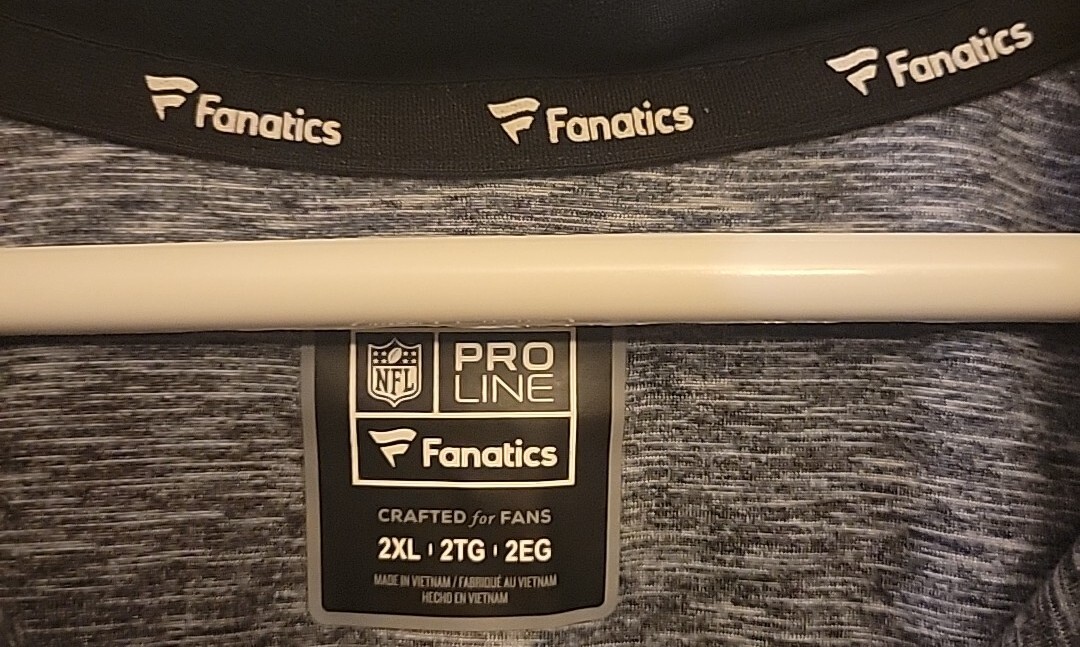 Fanatics Fanatics Fanatics
NFL
PRO
LINE
Fanatics
CRAFTED for FANS
2XL | 2TG | 2EG
MADE IN VIETNAM / FABRIQUÉ AU VIETNAM
HECHO EN VIETNAM